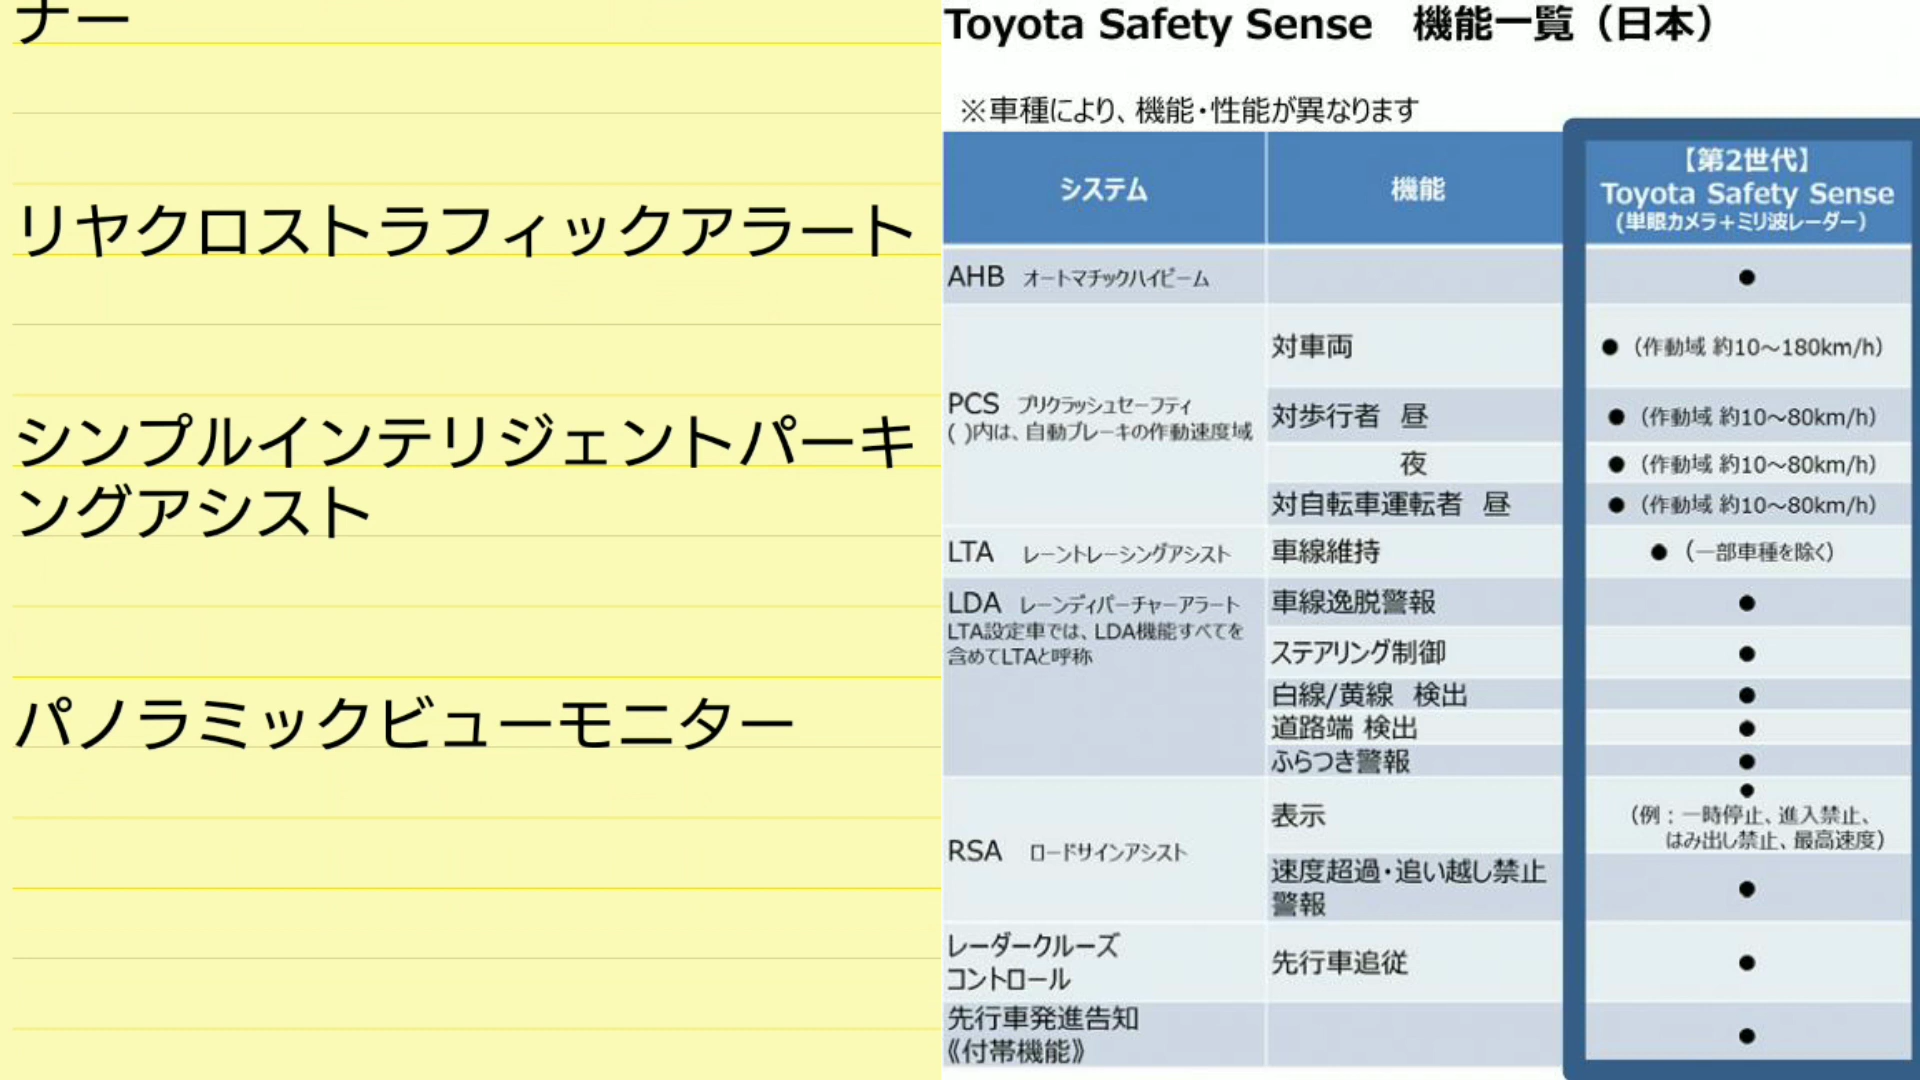 ナー
リヤクロストラフィックアラート
シンプルインテリジェントパーキ
ングアシスト
パノラミックビューモニター
Toyota Safety Sense 機能一覧（日本）
※車種により、機能・性能が異なります
システム 機能 【第2世代】
Toyota Safety Sense
(単眼カメラ＋ミリ波レーダー)
AHB オートマチックハイビーム ●
対車両 ●（作動域 約10～180km/h）
PCS プリクラッシュセーフティ
( )内は、自動ブレーキの作動速度域
対歩行者 昼 ●（作動域 約10～80km/h）
夜 ●（作動域 約10～80km/h）
対自転車運転者 昼 ●（作動域 約10～80km/h）
LTA レーントレーシングアシスト 車線維持 ●（一部車種を除く）
LDA レーンディパーチャーアラート 車線逸脱警報 ●
LTA設定車では、LDA機能すべてを
含めてLTAと呼称
ステアリング制御 ●
白線/黄線 検出 ●
道路端 検出 ●
ふらつき警報 ●
RSA ロードサインアシスト
表示 ●
（例：一時停止、進入禁止、
はみ出し禁止、最高速度）
速度超過・追い越し禁止
警報 ●
レーダークルーズ
コントロール
先行車追従 ●
先行車発進告知
《付帯機能》 ●